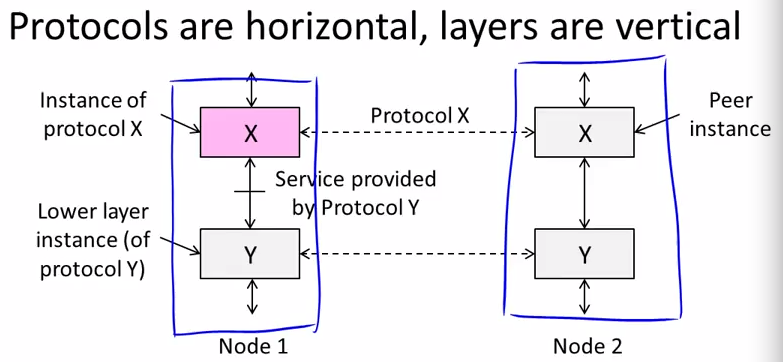 Protocols are horizontal, layers are vertical
Instance of
protocol X
X
Protocol X
X
Peer
instance
Service provided
by Protocol Y
Lower layer
instance (of
protocol Y)
Y
Y
Node 1
Node 2